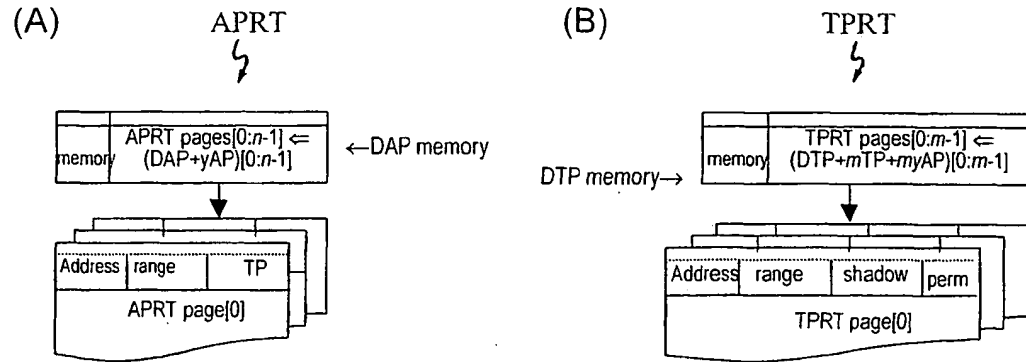 (A)
APRT
memory
APRT pages[0:n-1] ⇐
(DAP+yAP)[0:n-1]
←DAP memory
Address range TP
APRT page[0]
(B)
TPRT
memory
TPRT pages[0:m-1] ⇐
(DTP+mTP+myAP)[0:m-1]
DTP memory→
Address range shadow perm
TPRT page[0]